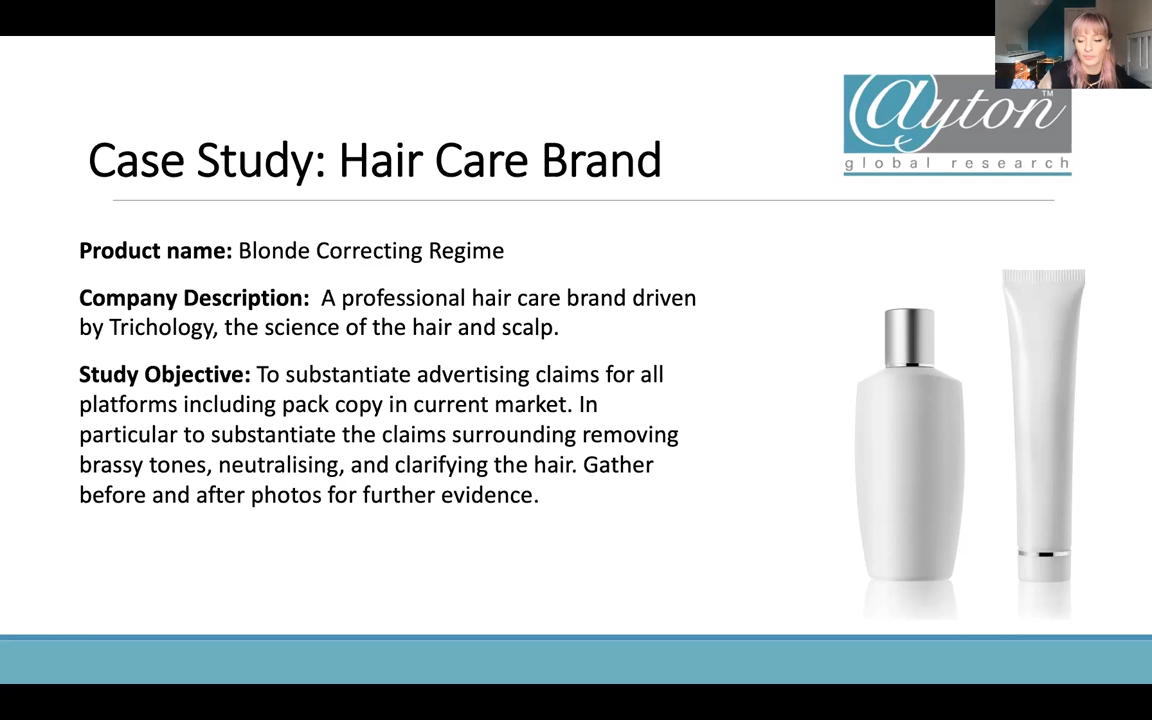 @yton™
global research
Case Study: Hair Care Brand
Product name: Blonde Correcting Regime
Company Description:  A professional hair care brand driven
by Trichology, the science of the hair and scalp.
Study Objective: To substantiate advertising claims for all
platforms including pack copy in current market. In
particular to substantiate the claims surrounding removing
brassy tones, neutralising, and clarifying the hair. Gather
before and after photos for further evidence.